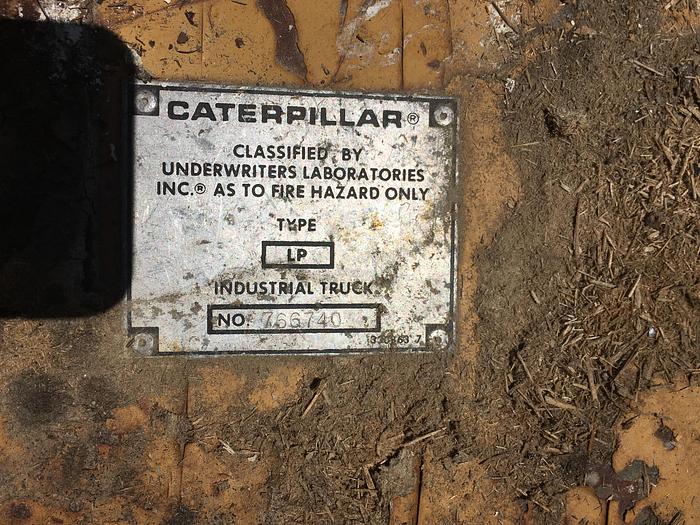 CATERPILLAR®
CLASSIFIED BY
UNDERWRITERS LABORATORIES
INC.® AS TO FIRE HAZARD ONLY
TYPE
LP
INDUSTRIAL TRUCK
NO. 766740